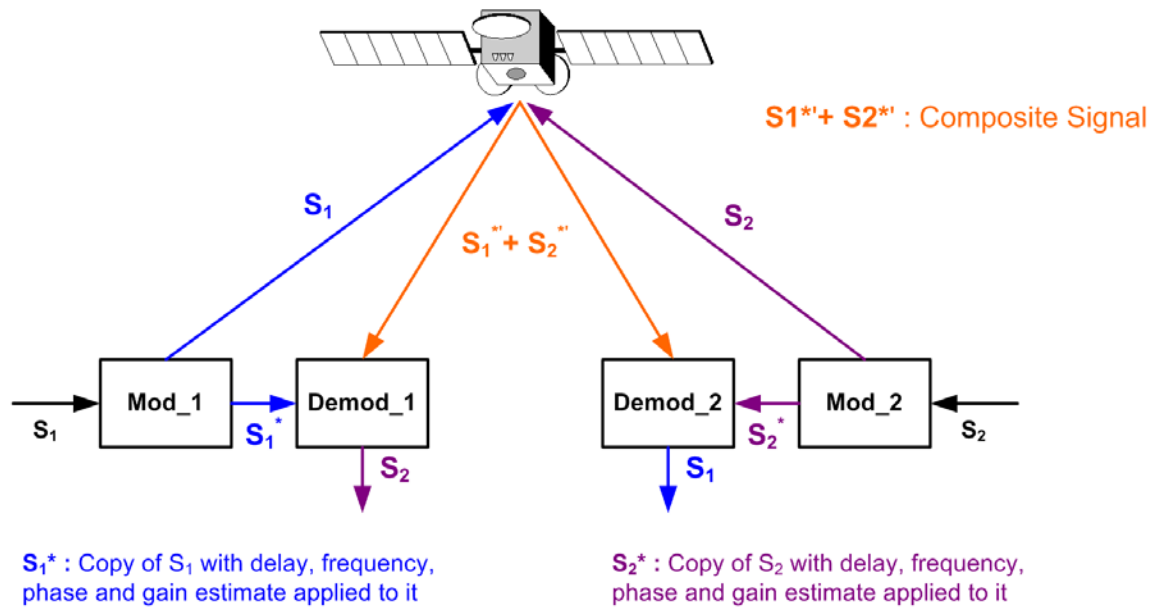 S1*'+ S2*' : Composite Signal
S₁
S₂
S₁*'+ S₂*'
Mod_1
Demod_1
Demod_2
Mod_2
S₁
S₁*
S₂*
S₂
S₂
S₁
S₁* : Copy of S₁ with delay, frequency,
phase and gain estimate applied to it
S₂* : Copy of S₂ with delay, frequency,
phase and gain estimate applied to it